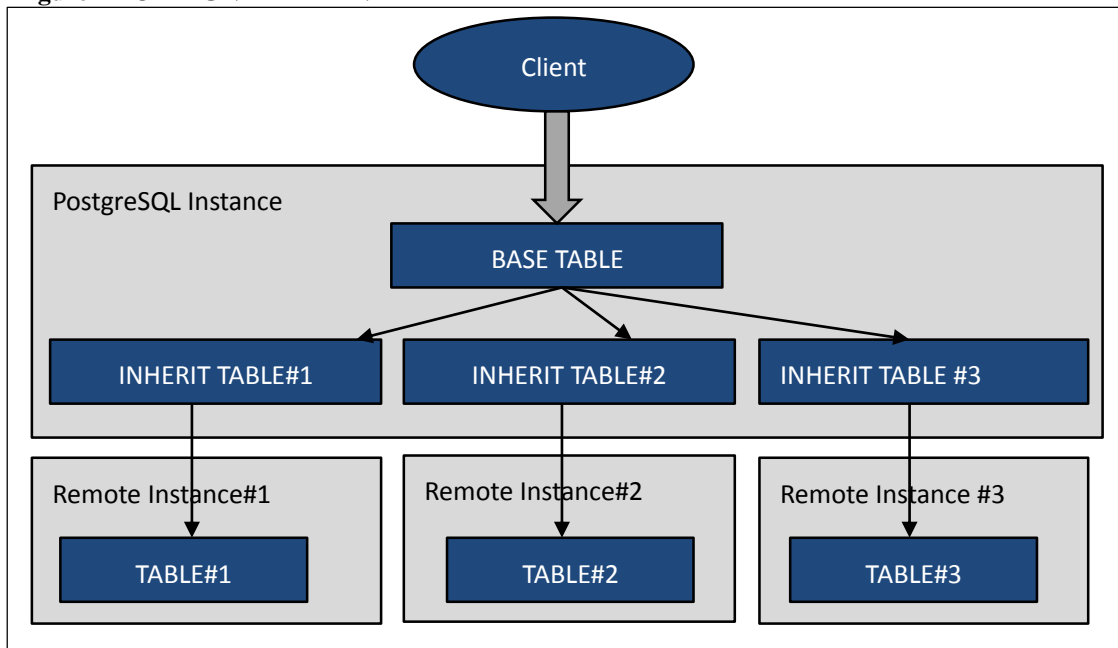 Client
PostgreSQL Instance
BASE TABLE
INHERIT TABLE#1
INHERIT TABLE#2
INHERIT TABLE #3
Remote Instance#1
Remote Instance#2
Remote Instance #3
TABLE#1
TABLE#2
TABLE#3